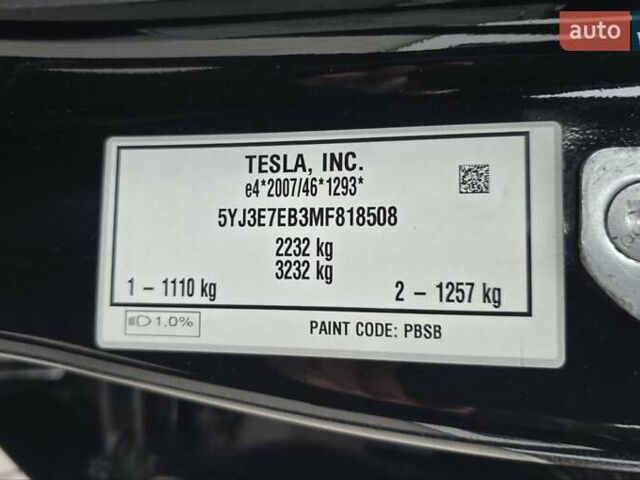 auto
TESLA, INC.
e4*2007/46*1293*
5YJ3E7EB3MF818508
2232 kg
3232 kg
1 – 1110 kg
2 – 1257 kg
1.0%
PAINT CODE: PBSB